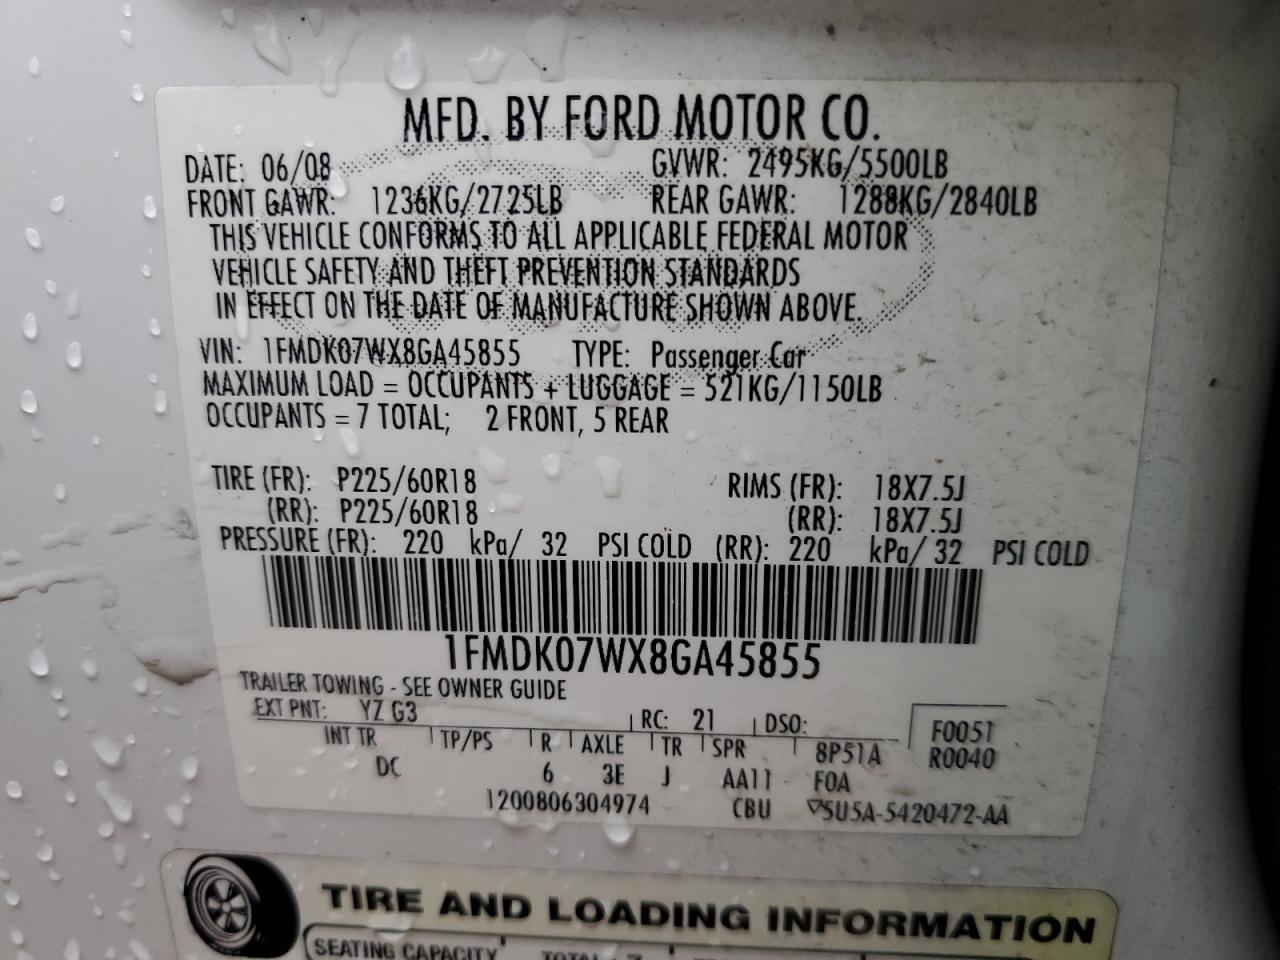 MFD. BY FORD MOTOR CO.
DATE: 06/08 GVWR: 2495KG/5500LB
FRONT GAWR: 1236KG/2725LB REAR GAWR: 1288KG/2840LB
THIS VEHICLE CONFORMS TO ALL APPLICABLE FEDERAL MOTOR
VEHICLE SAFETY AND THEFT PREVENTION STANDARDS
IN EFFECT ON THE DATE OF MANUFACTURE SHOWN ABOVE.
VIN: 1FMDK07WX8GA45855 TYPE: Passenger Car
MAXIMUM LOAD = OCCUPANTS + LUGGAGE = 521KG/1150LB
OCCUPANTS = 7 TOTAL; 2 FRONT, 5 REAR
TIRE (FR): P225/60R18 RIMS (FR): 18X7.5J
(RR): P225/60R18 (RR): 18X7.5J
PRESSURE (FR): 220 kPa/ 32 PSI COLD (RR): 220 kPa/ 32 PSI COLD
1FMDK07WX8GA45855
TRAILER TOWING - SEE OWNER GUIDE
EXT PNT: YZ G3 RC: 21 DSO: F0051
INT TR TP/PS R AXLE TR SPR 8P51A R0040
DC 6 3E J AA11 F0A
1200806304974 CBU ▽5U5A-5420472-AA
TIRE AND LOADING INFORMATION
SEATING CAPACITY